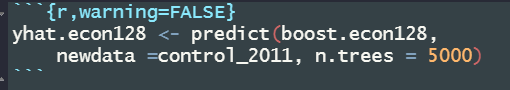 ```{r,warning=FALSE}
yhat.econ128 <- predict(boost.econ128,
    newdata =control_2011, n.trees = 5000)
```